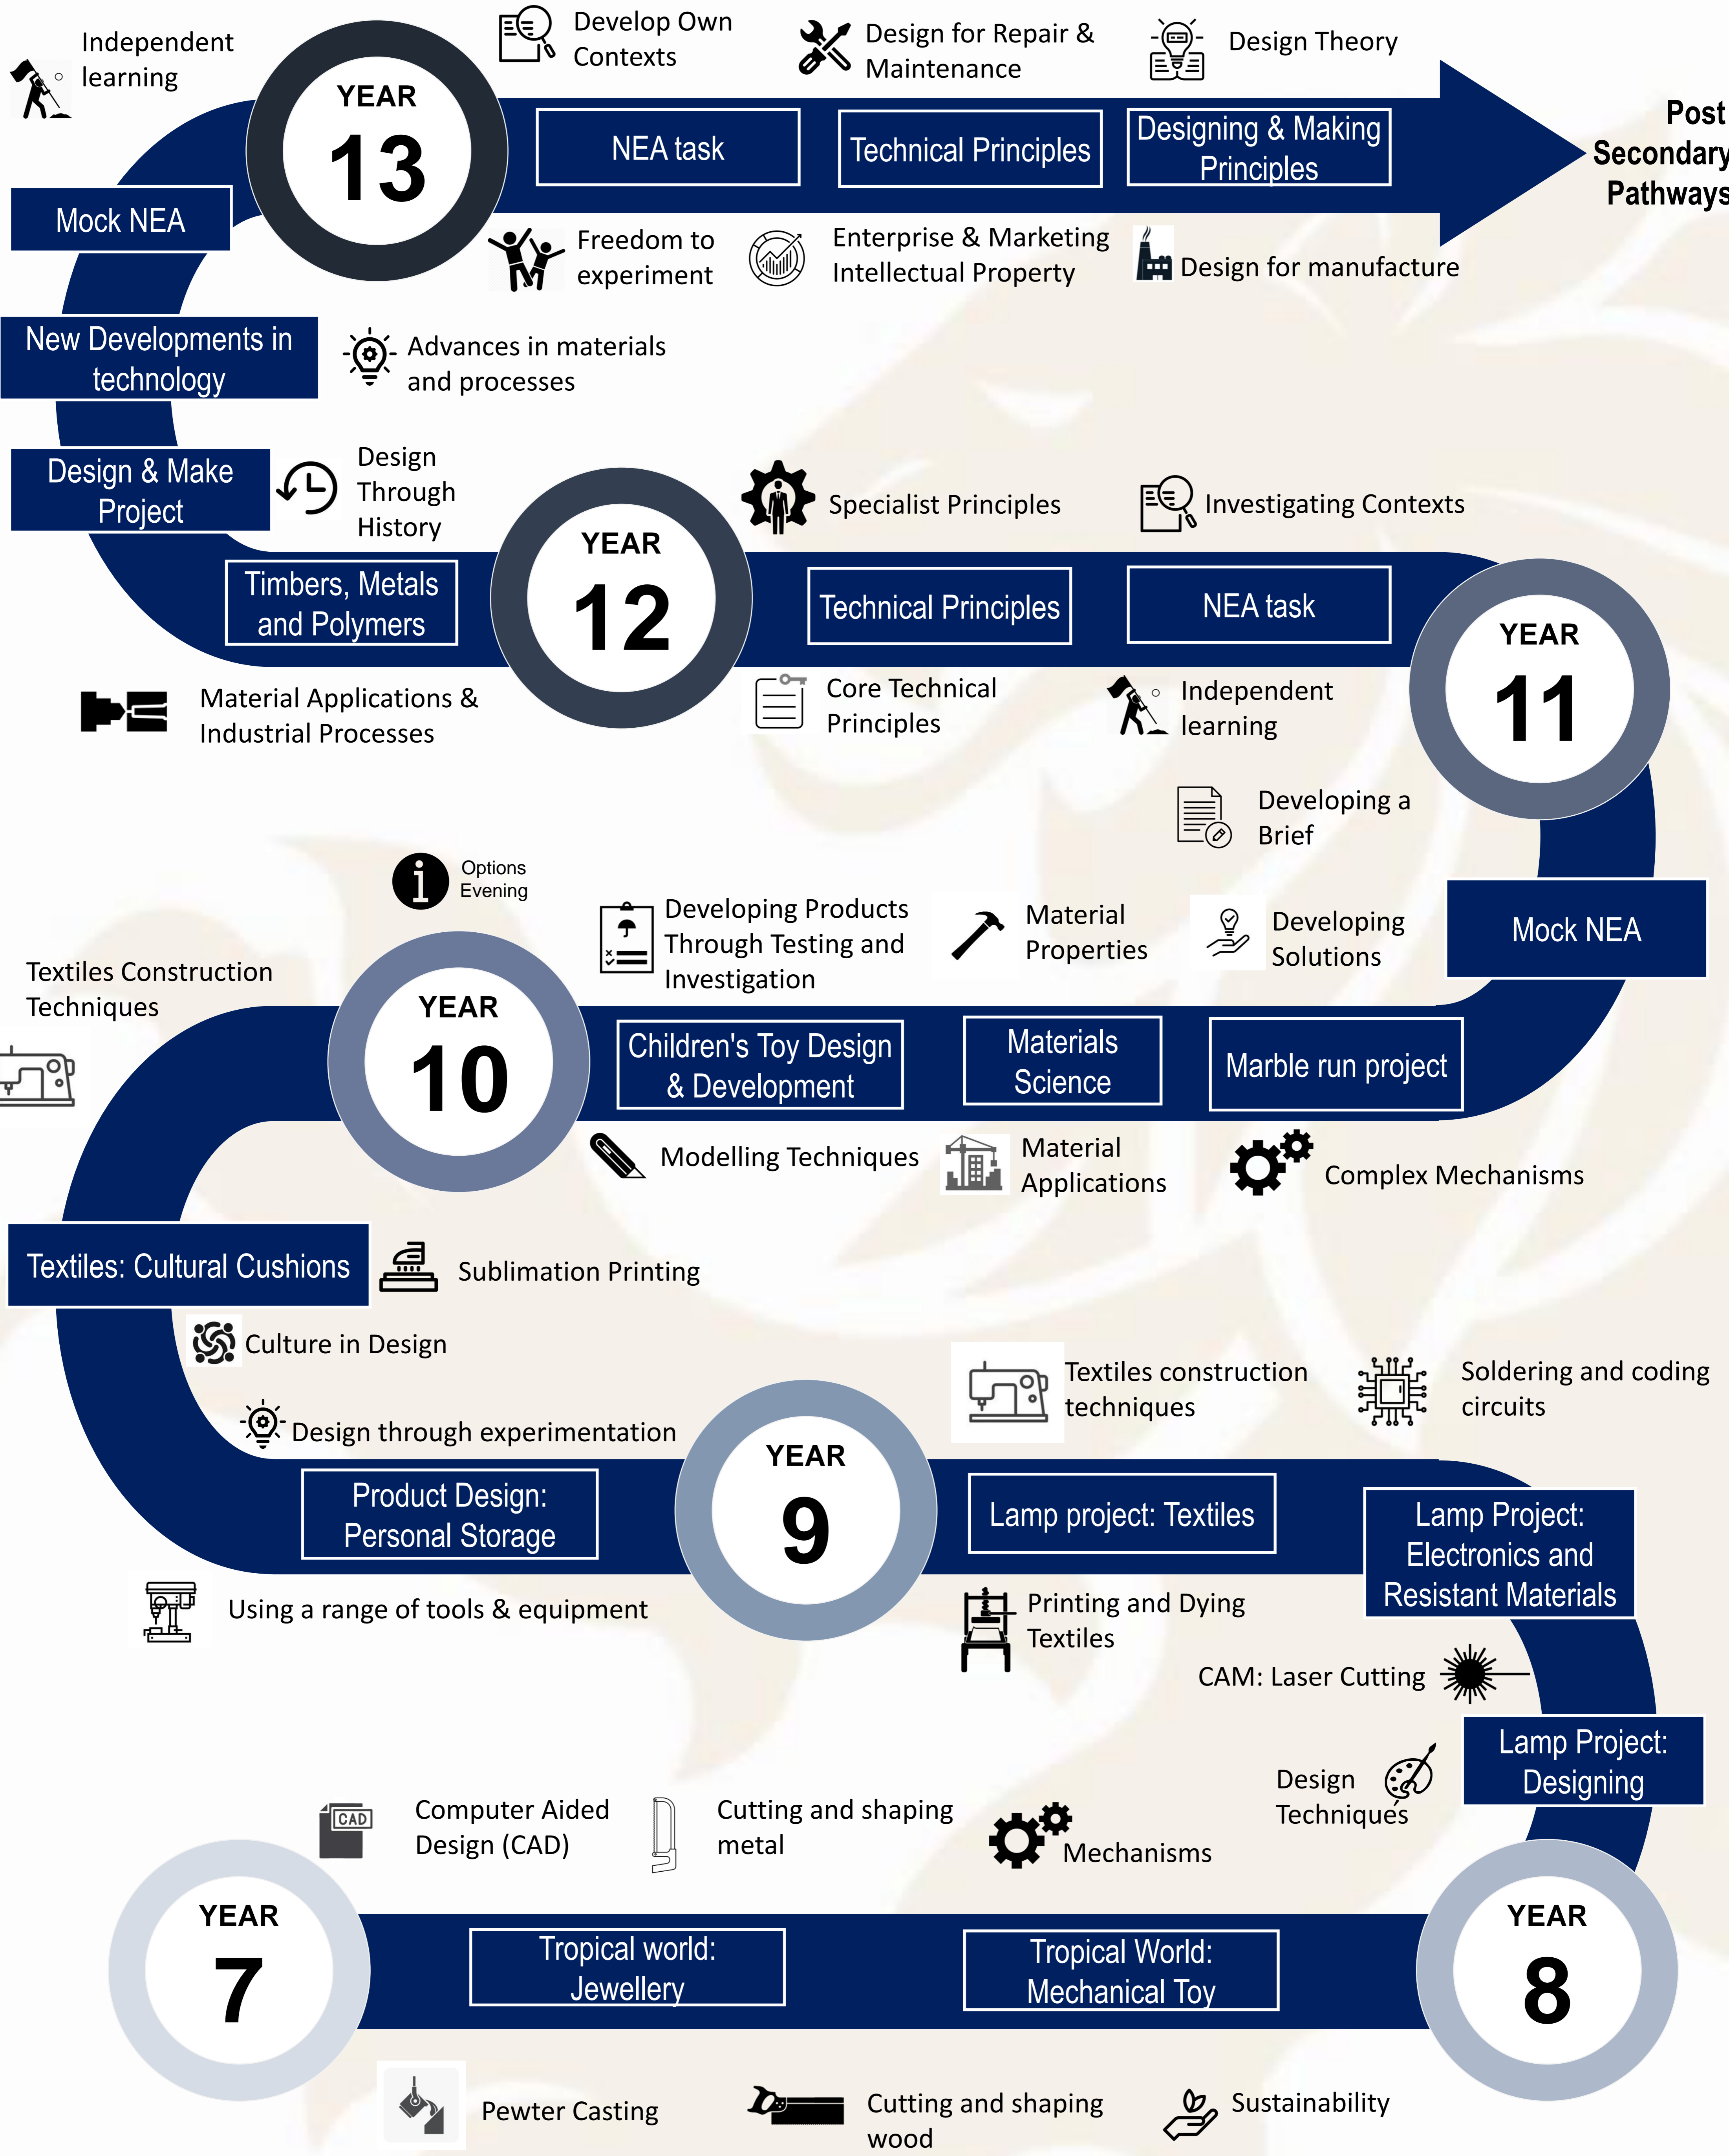 Independent
learning
YEAR
13
Develop Own
Contexts
Design for Repair &
Maintenance
Design Theory
NEA task
Technical Principles
Designing & Making
Principles
Post
Secondary
Pathways
Mock NEA
Freedom to
experiment
Enterprise & Marketing
Intellectual Property
Design for manufacture
New Developments in
technology
Advances in materials
and processes
Design & Make
Project
Design
Through
History
YEAR
12
Specialist Principles
Investigating Contexts
Timbers, Metals
and Polymers
Technical Principles
NEA task
YEAR
11
Material Applications &
Industrial Processes
Core Technical
Principles
Independent
learning
Developing a
Brief
Options
Evening
Developing Products
Through Testing and
Investigation
Material
Properties
Developing
Solutions
Mock NEA
Textiles Construction
Techniques
YEAR
10
Children's Toy Design
& Development
Materials
Science
Marble run project
Modelling Techniques
Material
Applications
Complex Mechanisms
Textiles: Cultural Cushions
Sublimation Printing
Culture in Design
Design through experimentation
YEAR
9
Textiles construction
techniques
Soldering and coding
circuits
Product Design:
Personal Storage
Lamp project: Textiles
Lamp Project:
Electronics and
Resistant Materials
Using a range of tools & equipment
Printing and Dying
Textiles
CAM: Laser Cutting
Lamp Project:
Designing
Design
Techniques
CAD
Computer Aided
Design (CAD)
Cutting and shaping
metal
Mechanisms
YEAR
7
Tropical world:
Jewellery
Tropical World:
Mechanical Toy
YEAR
8
Pewter Casting
Cutting and shaping
wood
Sustainability